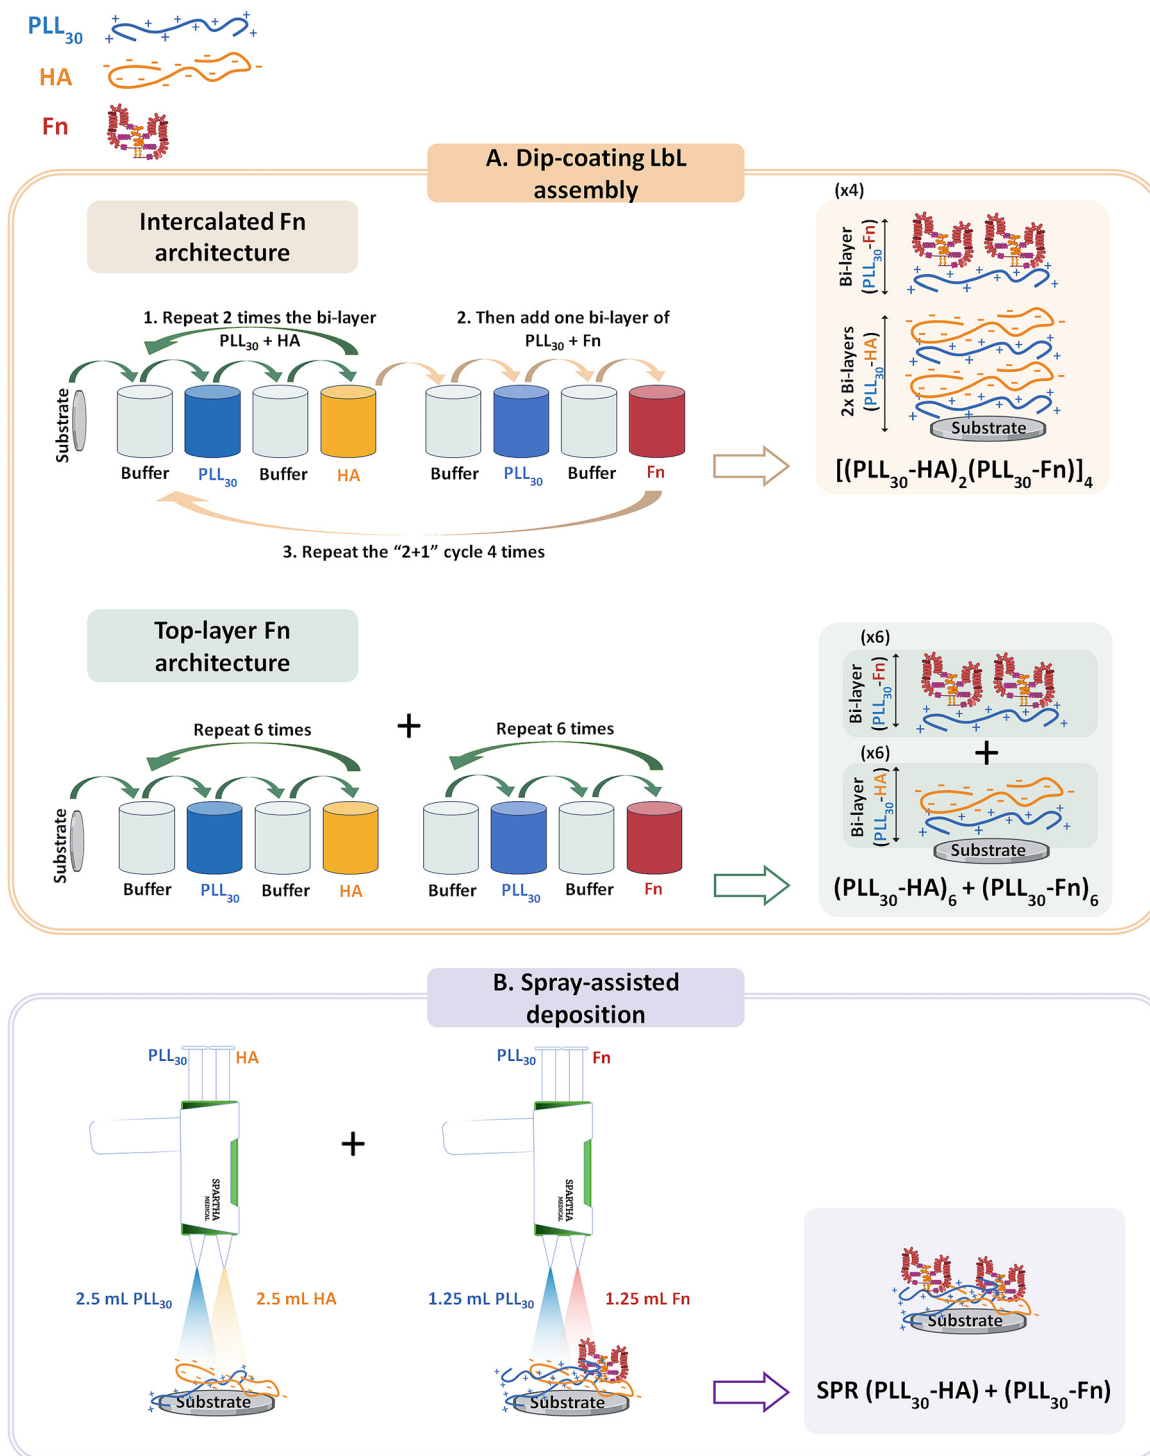 PLL30
HA
Fn
A. Dip-coating LbL
assembly
Intercalated Fn
architecture
1. Repeat 2 times the bi-layer
PLL30 + HA
2. Then add one bi-layer of
PLL30 + Fn
Substrate
Buffer
PLL30
Buffer
HA
Buffer
PLL30
Buffer
Fn
3. Repeat the “2+1” cycle 4 times
(x4)
Bi-layer
(PLL30-Fn)
2x Bi-layers
(PLL30-HA)
Substrate
[(PLL30-HA)2(PLL30-Fn)]4
Top-layer Fn
architecture
Repeat 6 times
+
Repeat 6 times
Substrate
Buffer
PLL30
Buffer
HA
Buffer
PLL30
Buffer
Fn
(x6)
Bi-layer
(PLL30-Fn)
+
(x6)
Bi-layer
(PLL30-HA)
Substrate
(PLL30-HA)6 + (PLL30-Fn)6
B. Spray-assisted
deposition
PLL30
HA
SPARTHA
MEDICAL
2.5 mL PLL30
2.5 mL HA
Substrate
+
PLL30
Fn
SPARTHA
MEDICAL
1.25 mL PLL30
1.25 mL Fn
Substrate
Substrate
SPR (PLL30-HA) + (PLL30-Fn)